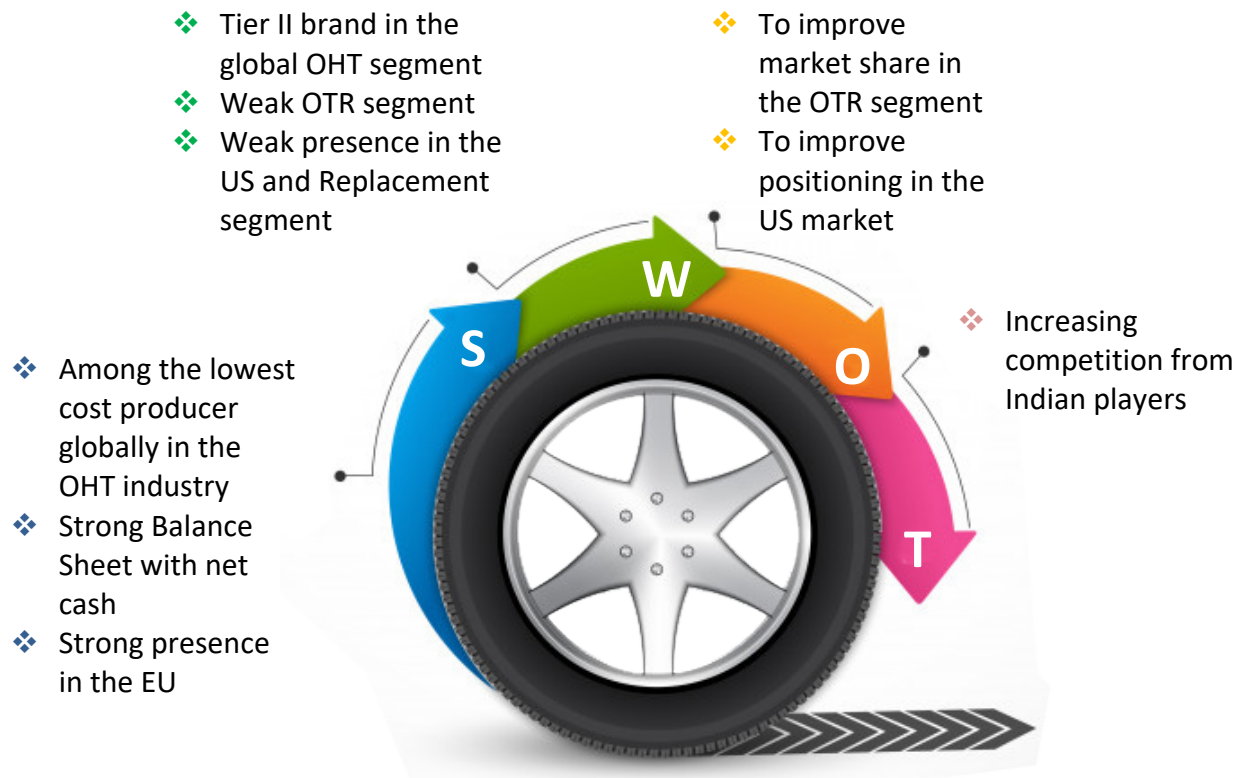 Tier II brand in the
global OHT segment
Weak OTR segment
Weak presence in the
US and Replacement
segment
To improve
market share in
the OTR segment
To improve
positioning in the
US market
S
W
O
T
Among the lowest
cost producer
globally in the
OHT industry
Strong Balance
Sheet with net
cash
Strong presence
in the EU
Increasing
competition from
Indian players